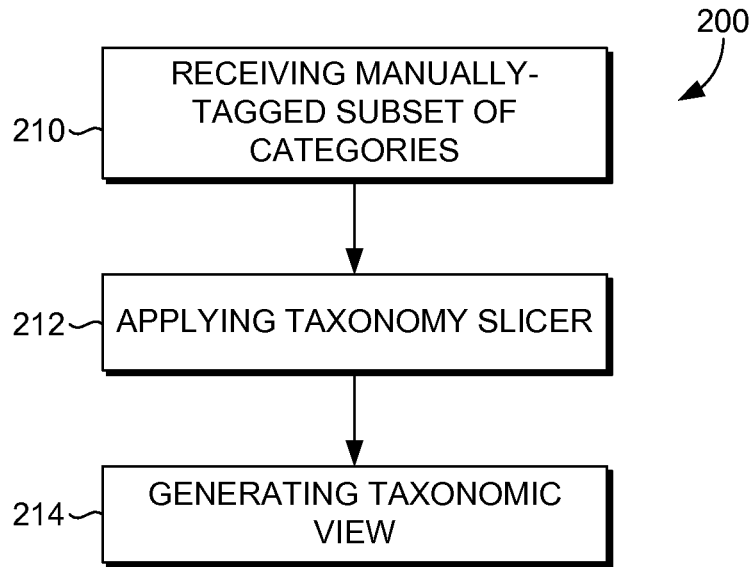 200
RECEIVING MANUALLY-
TAGGED SUBSET OF
CATEGORIES
210
APPLYING TAXONOMY SLICER
212
GENERATING TAXONOMIC
VIEW
214